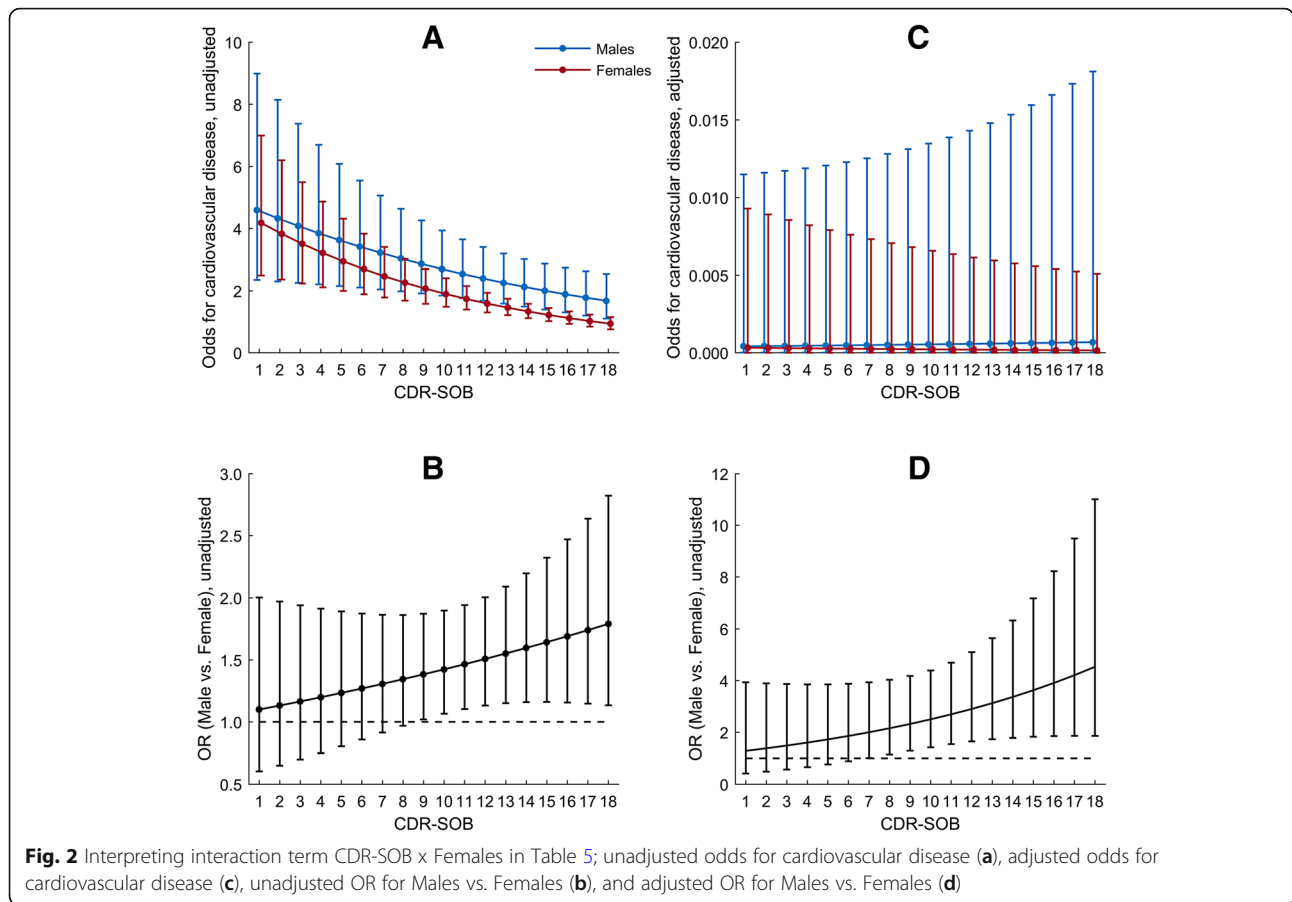 A
Odds for cardiovascular disease, unadjusted
10
8
6
4
2
0
1 2 3 4 5 6 7 8 9 10 11 12 13 14 15 16 17 18
CDR-SOB
Males
Females
C
Odds for cardiovascular disease, adjusted
0.020
0.015
0.010
0.005
0.000
1 2 3 4 5 6 7 8 9 10 11 12 13 14 15 16 17 18
CDR-SOB
B
OR (Male vs. Female), unadjusted
3.0
2.5
2.0
1.5
1.0
0.5
1 2 3 4 5 6 7 8 9 10 11 12 13 14 15 16 17 18
CDR-SOB
D
OR (Male vs. Female), unadjusted
12
10
8
6
4
2
0
1 2 3 4 5 6 7 8 9 10 11 12 13 14 15 16 17 18
CDR-SOB
Fig. 2 Interpreting interaction term CDR-SOB x Females in Table 5; unadjusted odds for cardiovascular disease (a), adjusted odds for
cardiovascular disease (c), unadjusted OR for Males vs. Females (b), and adjusted OR for Males vs. Females (d)